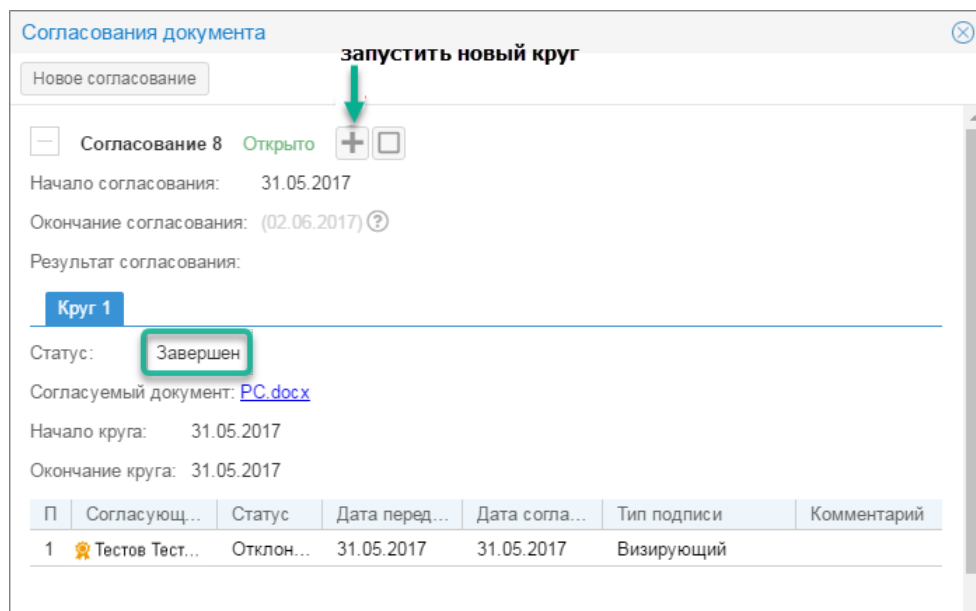 Согласования документа
запустить новый круг
Новое согласование
Согласование 8 Открыто
Начало согласования: 31.05.2017
Окончание согласования: (02.06.2017) ?
Результат согласования:
Круг 1
Статус: Завершен
Согласуемый документ: PC.docx
Начало круга: 31.05.2017
Окончание круга: 31.05.2017
П Согласующ... Статус Дата перед... Дата согла... Тип подписи Комментарий
1 Тестов Тест... Отклон... 31.05.2017 31.05.2017 Визирующий